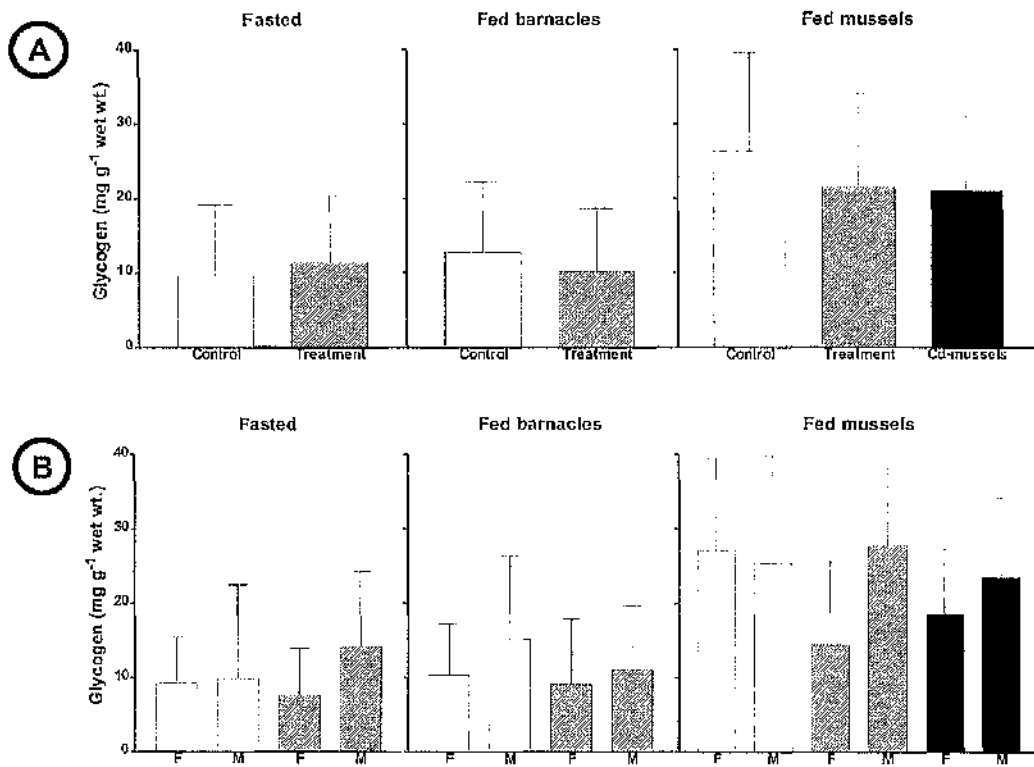 A
Fasted Fed barnacles Fed mussels
Glycogen (mg g⁻¹ wet wt.)
40
30
20
10
0
Control Treatment Control Treatment Control Treatment Cd-mussels
B
Fasted Fed barnacles Fed mussels
Glycogen (mg g⁻¹ wet wt.)
40
30
20
10
0
F M F M F M F M F M F M F M